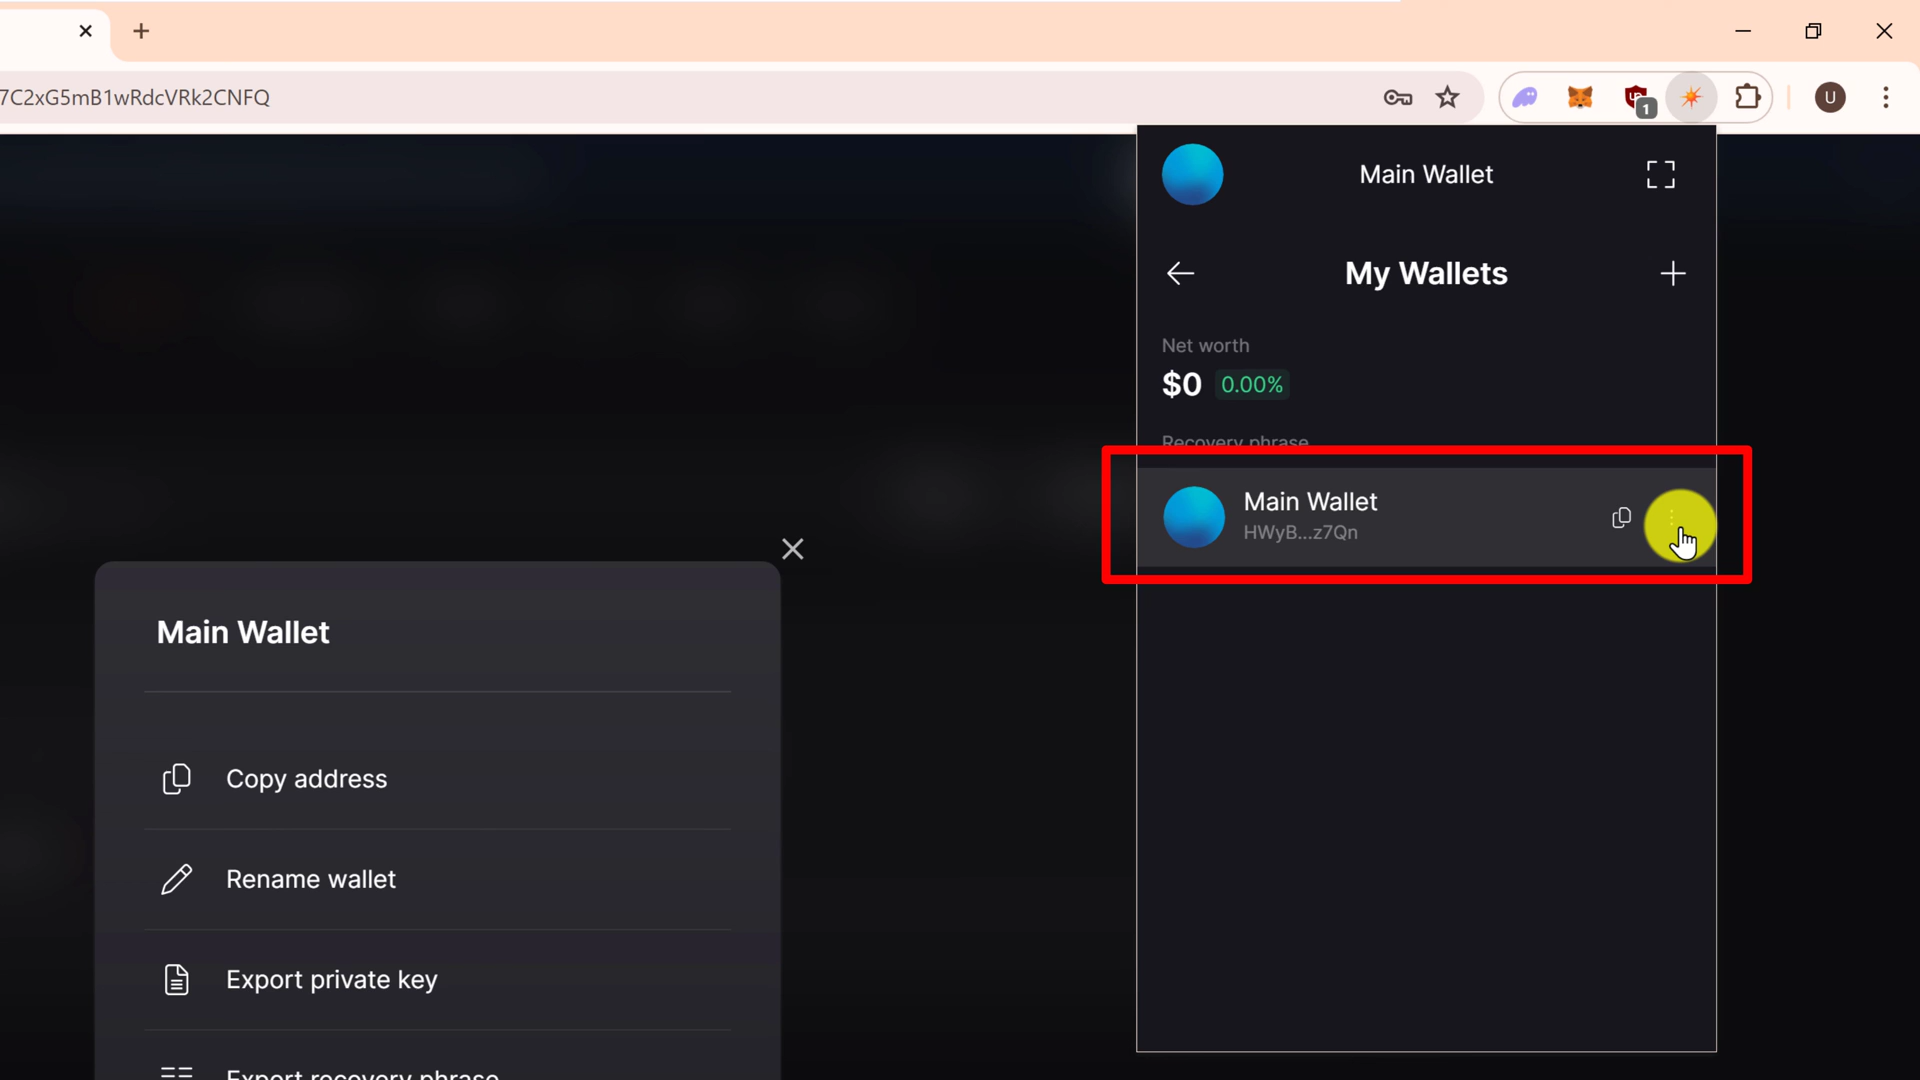 7C2xG5mB1wRdcVRk2CNFQ
1
U
Main Wallet
My Wallets
Net worth
$0 0.00%
Recovery phrase
Main Wallet
HWyB...z7Qn
Main Wallet
Copy address
Rename wallet
Export private key
Export recovery phrase